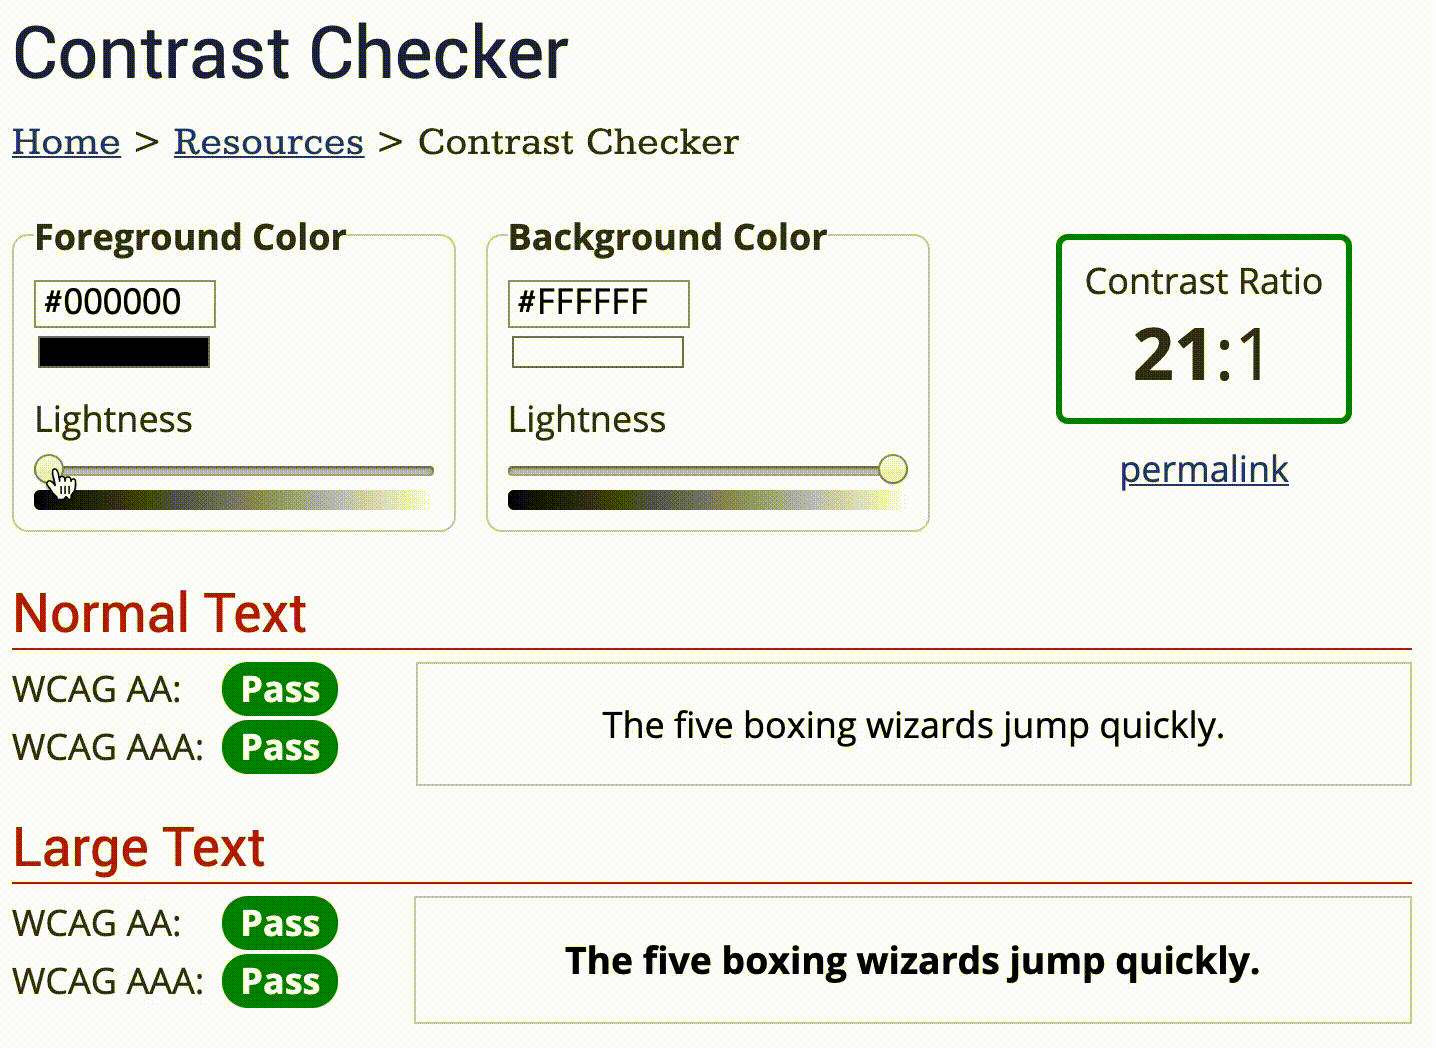 Contrast Checker
Home > Resources > Contrast Checker
Foreground Color
#000000
Lightness
Background Color
#FFFFFF
Lightness
Contrast Ratio
21:1
permalink
Normal Text
WCAG AA: Pass
WCAG AAA: Pass
The five boxing wizards jump quickly.
Large Text
WCAG AA: Pass
WCAG AAA: Pass
The five boxing wizards jump quickly.